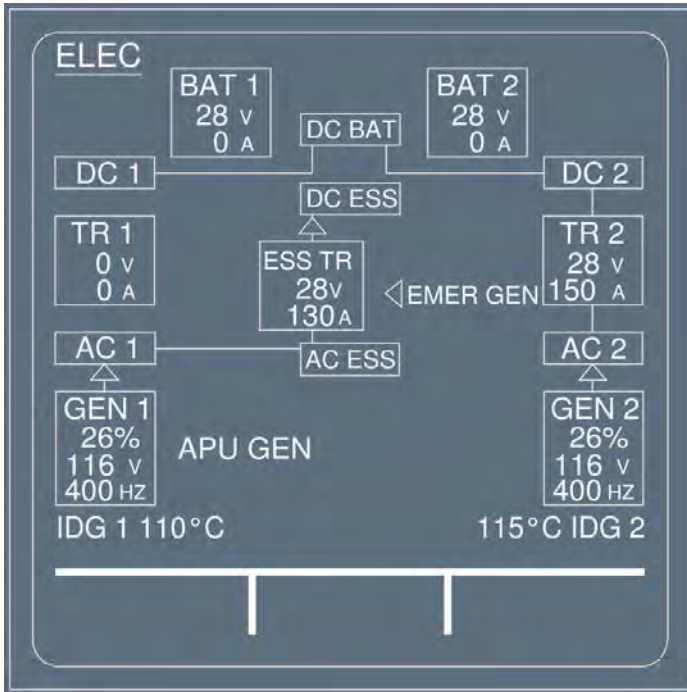 ELEC
BAT 1
28 V
0 A
BAT 2
28 V
0 A
DC BAT
DC 1
DC 2
DC ESS
TR 1
0 V
0 A
ESS TR
28V
130A
EMER GEN
TR 2
28 V
150 A
AC 1
AC ESS
AC 2
GEN 1
26%
116 V
400 HZ
APU GEN
GEN 2
26%
116 V
400 HZ
IDG 1 110°C
115°C IDG 2